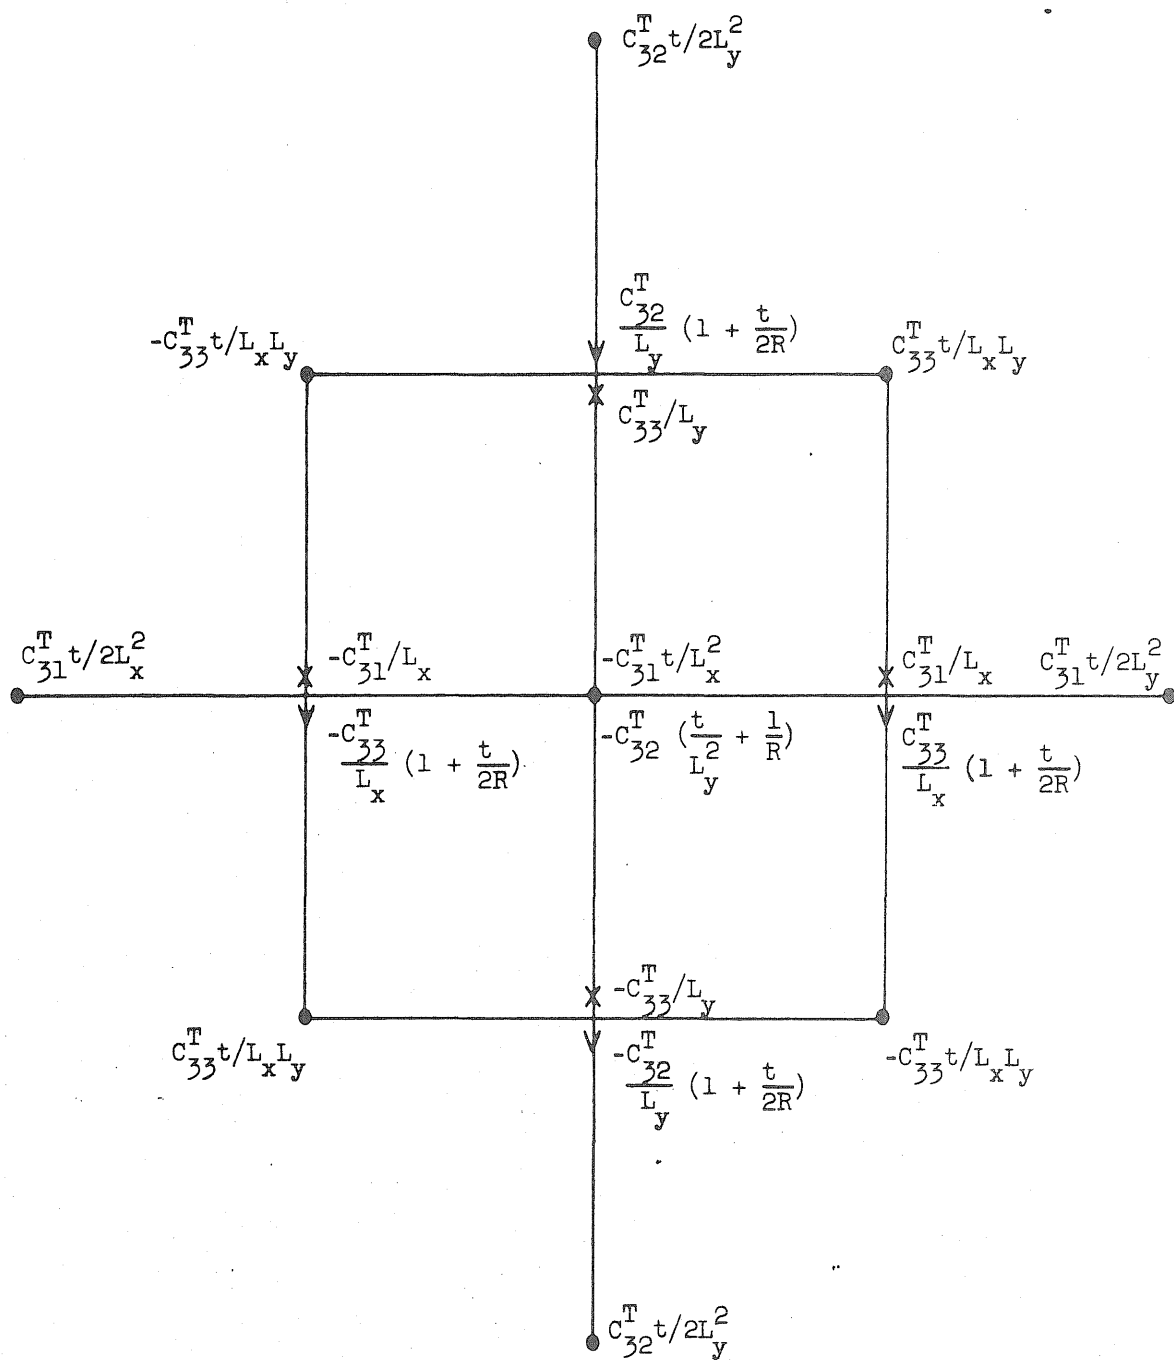 C^T_32 t/2L_y^2
C^T_32/L_y (1 + t/2R)
-C^T_33 t/L_x L_y
C^T_33 t/L_x L_y
C^T_33/L_y
C^T_31 t/2L_x^2
-C^T_31/L_x
-C^T_31 t/L_x^2
C^T_31/L_x
C^T_31 t/2L_y^2
-C^T_33/L_x (1 + t/2R)
-C^T_32 (t/L_y^2 + 1/R)
C^T_33/L_x (1 + t/2R)
-C^T_33/L_y
C^T_33 t/L_x L_y
-C^T_32/L_y (1 + t/2R)
-C^T_33 t/L_x L_y
C^T_32 t/2L_y^2